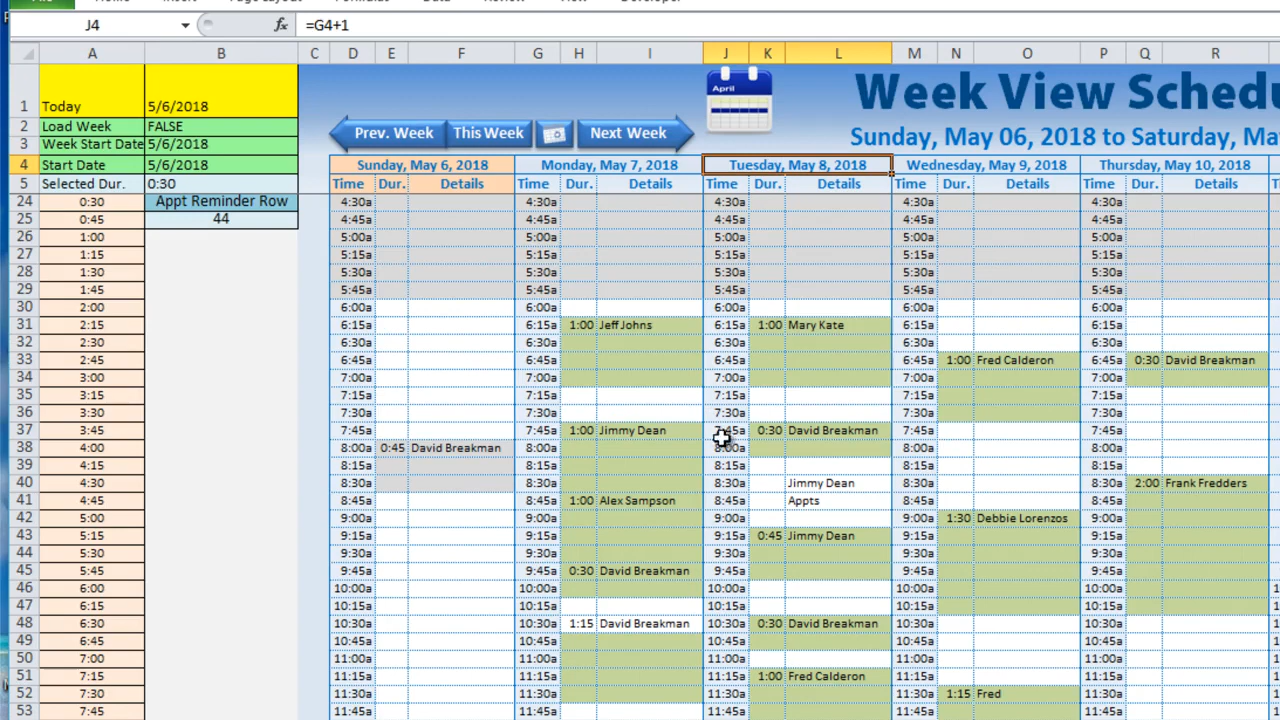 J4 fx =G4+1
A B C D E F G H I J K L M N O P Q R
1 Today 5/6/2018 April Week View Schedu
2 Load Week FALSE Prev. Week This Week Next Week Sunday, May 06, 2018 to Saturday, Ma
3 Week Start Date 5/6/2018
4 Start Date 5/6/2018 Sunday, May 6, 2018 Monday, May 7, 2018 Tuesday, May 8, 2018 Wednesday, May 9, 2018 Thursday, May 10, 2018
5 Selected Dur. 0:30 Time Dur. Details Time Dur. Details Time Dur. Details Time Dur. Details Time Dur. Details
24 0:30 Appt Reminder Row 4:30a 4:30a 4:30a 4:30a 4:30a
25 0:45 44 4:45a 4:45a 4:45a 4:45a 4:45a
26 1:00 5:00a 5:00a 5:00a 5:00a 5:00a
27 1:15 5:15a 5:15a 5:15a 5:15a 5:15a
28 1:30 5:30a 5:30a 5:30a 5:30a 5:30a
29 1:45 5:45a 5:45a 5:45a 5:45a 5:45a
30 2:00 6:00a 6:00a 6:00a 6:00a 6:00a
31 2:15 6:15a 6:15a 1:00 Jeff Johns 6:15a 1:00 Mary Kate 6:15a 6:15a
32 2:30 6:30a 6:30a 6:30a 6:30a 6:30a
33 2:45 6:45a 6:45a 6:45a 6:45a 1:00 Fred Calderon 6:45a 0:30 David Breakman
34 3:00 7:00a 7:00a 7:00a 7:00a 7:00a
35 3:15 7:15a 7:15a 7:15a 7:15a 7:15a
36 3:30 7:30a 7:30a 7:30a 7:30a 7:30a
37 3:45 7:45a 7:45a 1:00 Jimmy Dean 7:45a 0:30 David Breakman 7:45a 7:45a
38 4:00 8:00a 0:45 David Breakman 8:00a 8:00a 8:00a 8:00a
39 4:15 8:15a 8:15a 8:15a 8:15a 8:15a
40 4:30 8:30a 8:30a 8:30a Jimmy Dean 8:30a 8:30a 2:00 Frank Fredders
41 4:45 8:45a 8:45a 1:00 Alex Sampson 8:45a Appts 8:45a 8:45a
42 5:00 9:00a 9:00a 9:00a 9:00a 1:30 Debbie Lorenzos 9:00a
43 5:15 9:15a 9:15a 9:15a 0:45 Jimmy Dean 9:15a 9:15a
44 5:30 9:30a 9:30a 9:30a 9:30a 9:30a
45 5:45 9:45a 9:45a 0:30 David Breakman 9:45a 9:45a 9:45a
46 6:00 10:00a 10:00a 10:00a 10:00a 10:00a
47 6:15 10:15a 10:15a 10:15a 10:15a 10:15a
48 6:30 10:30a 10:30a 1:15 David Breakman 10:30a 0:30 David Breakman 10:30a 10:30a
49 6:45 10:45a 10:45a 10:45a 10:45a 10:45a
50 7:00 11:00a 11:00a 11:00a 11:00a 11:00a
51 7:15 11:15a 11:15a 11:15a 1:00 Fred Calderon 11:15a 11:15a
52 7:30 11:30a 11:30a 11:30a 11:30a 1:15 Fred 11:30a
53 7:45 11:45a 11:45a 11:45a 11:45a 11:45a